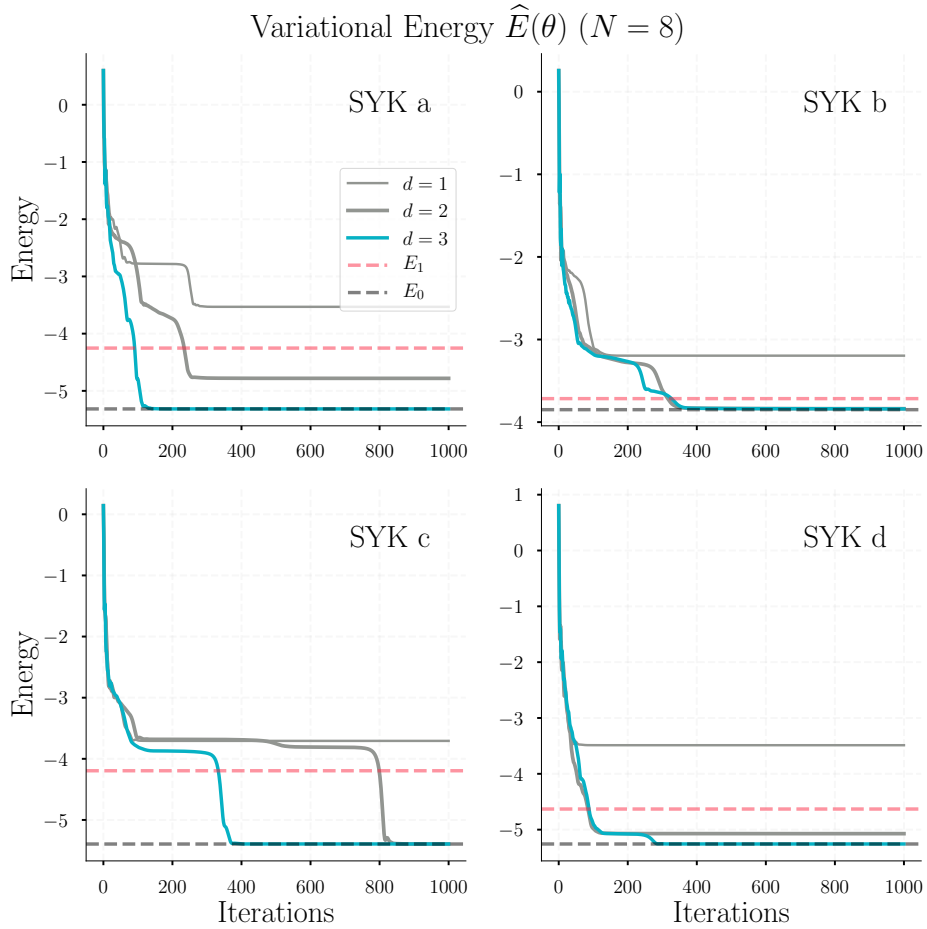 Variational Energy $\widehat{E}(\theta)$ $(N = 8)$
SYK a
0
−1
−2
−3
−4
−5
Energy
d = 1
d = 2
d = 3
E₁
E₀
0 200 400 600 800 1000
SYK b
0
−1
−2
−3
−4
0 200 400 600 800 1000
SYK c
0
−1
−2
−3
−4
−5
Energy
0 200 400 600 800 1000
Iterations
SYK d
1
0
−1
−2
−3
−4
−5
0 200 400 600 800 1000
Iterations